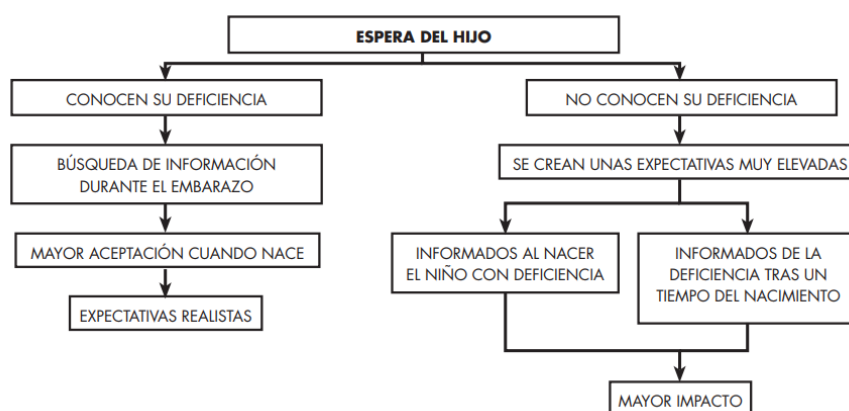 ESPERA DEL HIJO
CONOCEN SU DEFICIENCIA
NO CONOCEN SU DEFICIENCIA
BÚSQUEDA DE INFORMACIÓN
DURANTE EL EMBARAZO
SE CREAN UNAS EXPECTATIVAS MUY ELEVADAS
MAYOR ACEPTACIÓN CUANDO NACE
INFORMADOS AL NACER
EL NIÑO CON DEFICIENCIA
INFORMADOS DE LA
DEFICIENCIA TRAS UN
TIEMPO DEL NACIMIENTO
EXPECTATIVAS REALISTAS
MAYOR IMPACTO